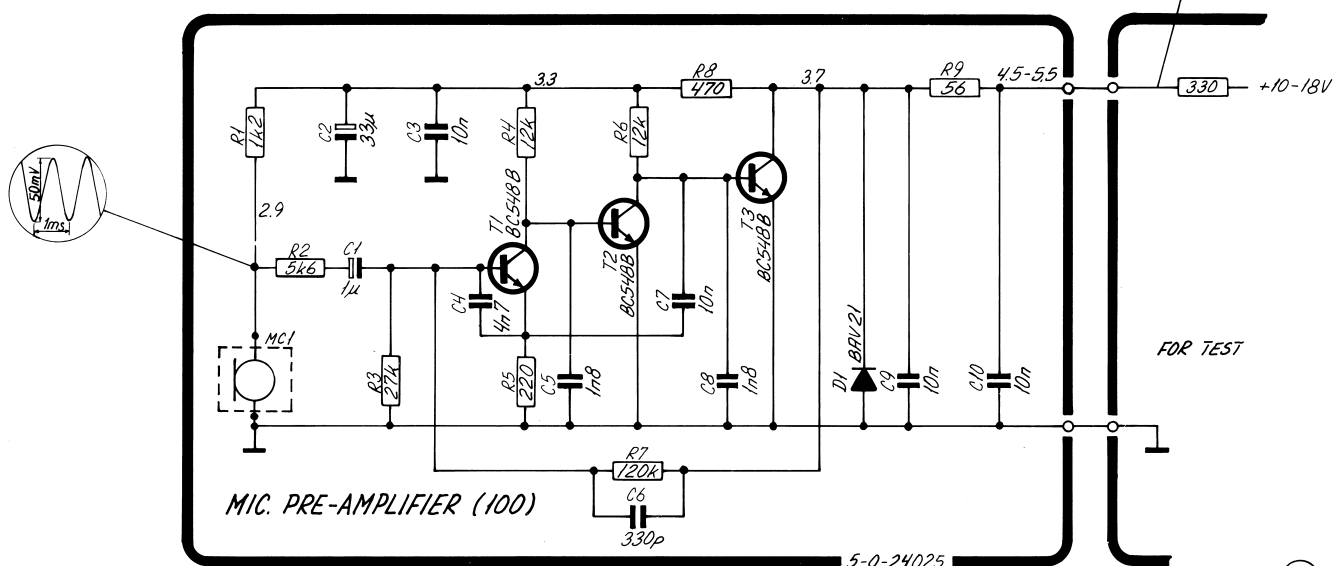 R8
470
3.3
3.7
R9
56
4.5-5.5
330
+10-18V
R1
1k2
C2
33µ
C3
10n
R4
12k
R6
12k
50mV
1ms
2.9
T1
BC548B
T2
BC548B
T3
BC548B
R2
5k6
C1
1µ
C4
4n7
C7
10n
MC1
R3
27k
R5
220
C5
1n8
C8
1n8
D1
BAV21
C9
10n
C10
10n
FOR TEST
R7
120k
C6
330p
MIC. PRE-AMPLIFIER (100)
5-0-24025